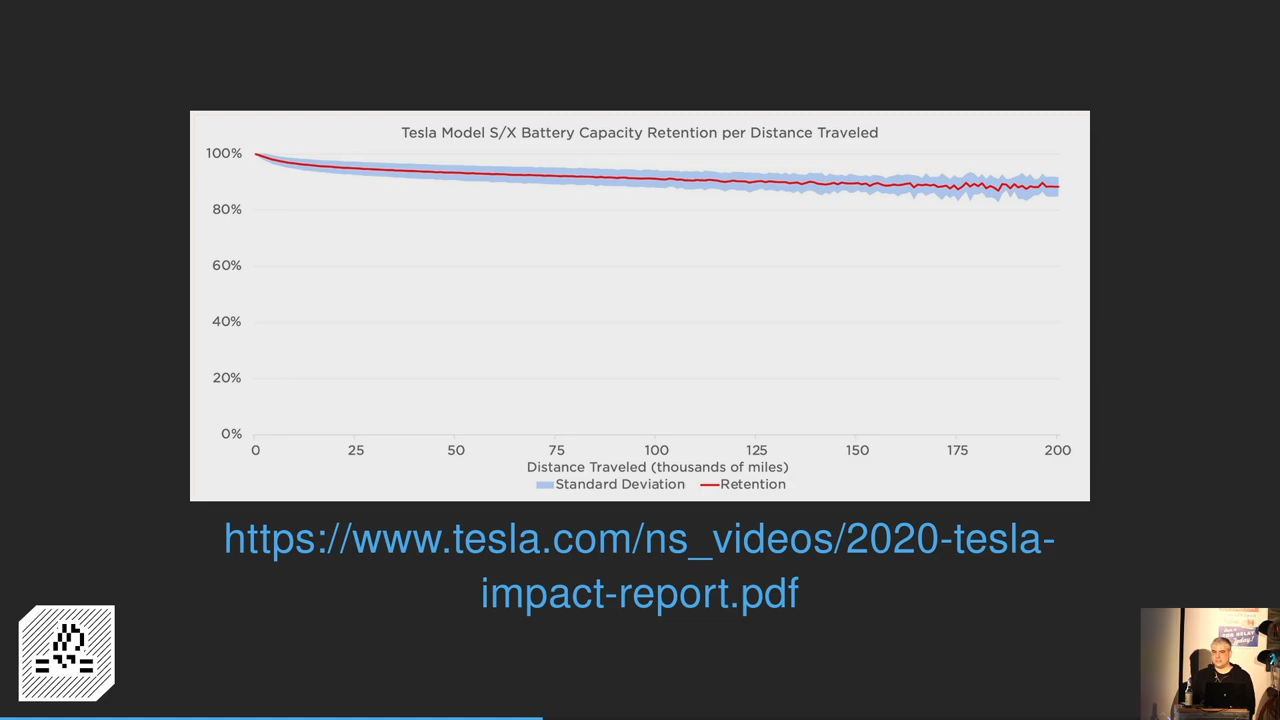 Tesla Model S/X Battery Capacity Retention per Distance Traveled
100%
80%
60%
40%
20%
0%
0 25 50 75 100 125 150 175 200
Distance Traveled (thousands of miles)
Standard Deviation Retention
https://www.tesla.com/ns_videos/2020-tesla-
impact-report.pdf